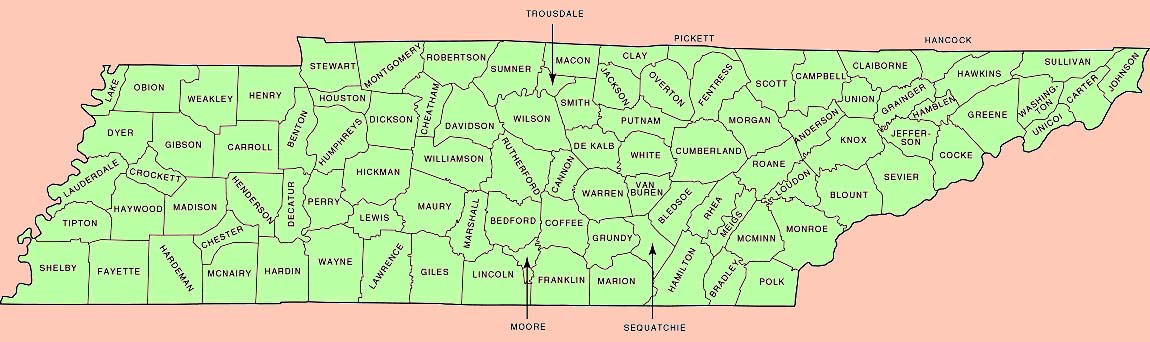 TROUSDALE
PICKETT
HANCOCK
STEWART
MONTGOMERY
ROBERTSON
SUMNER
MACON
CLAY
JACKSON
OVERTON
FENTRESS
SCOTT
CAMPBELL
CLAIBORNE
HAWKINS
SULLIVAN
JOHNSON
CARTER
WASHING-
TON
UNICOI
GREENE
HAMBLEN
GRAINGER
UNION
LAKE
OBION
WEAKLEY
HENRY
HOUSTON
BENTON
HUMPHREYS
DICKSON
CHEATHAM
DAVIDSON
WILSON
SMITH
PUTNAM
MORGAN
ANDERSON
KNOX
JEFFER-
SON
COCKE
SEVIER
DYER
GIBSON
CARROLL
WILLIAMSON
RUTHERFORD
CANNON
DE KALB
WHITE
CUMBERLAND
ROANE
LOUDON
BLOUNT
LAUDERDALE
CROCKETT
HAYWOOD
MADISON
HENDERSON
DECATUR
PERRY
HICKMAN
LEWIS
MAURY
MARSHALL
BEDFORD
COFFEE
WARREN
VAN
BUREN
BLEDSOE
RHEA
MEIGS
MCMINN
MONROE
TIPTON
SHELBY
FAYETTE
HARDEMAN
CHESTER
MCNAIRY
HARDIN
WAYNE
LAWRENCE
GILES
LINCOLN
FRANKLIN
GRUNDY
MARION
HAMILTON
BRADLEY
POLK
MOORE
SEQUATCHIE